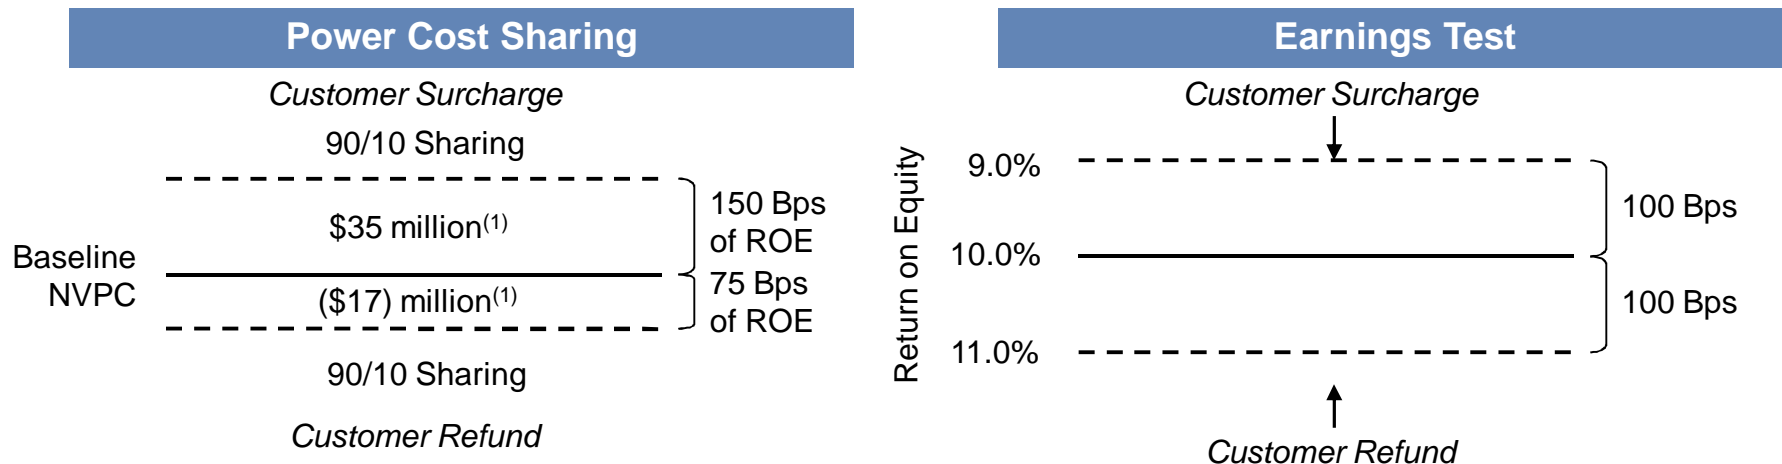 Power Cost Sharing
Customer Surcharge
90/10 Sharing
$35 million(1)
150 Bps
of ROE
Baseline
NVPC
($17) million(1)
75 Bps
of ROE
90/10 Sharing
Customer Refund
Earnings Test
Customer Surcharge
Return on Equity
9.0%
100 Bps
10.0%
100 Bps
11.0%
Customer Refund